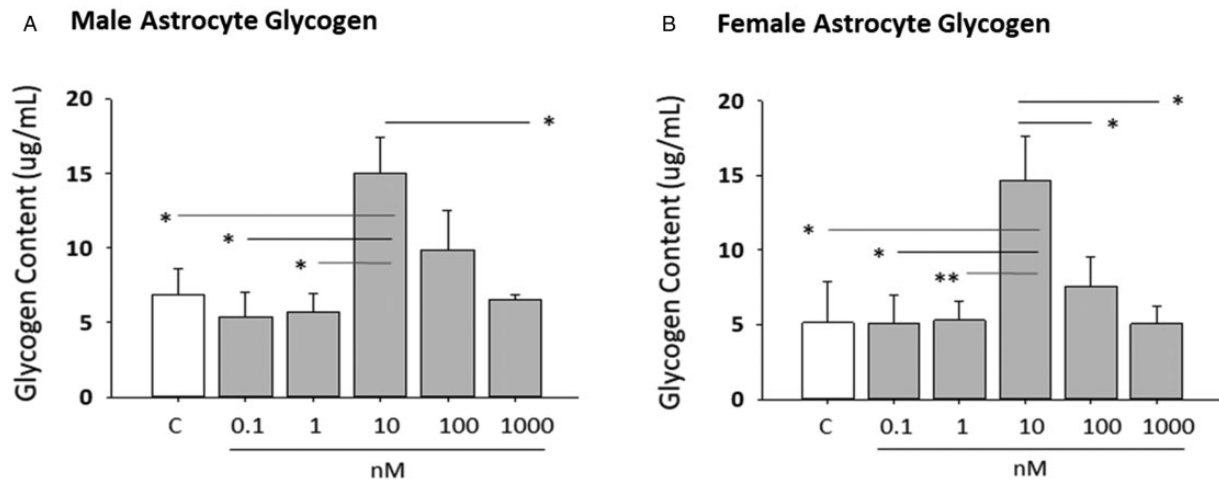 A Male Astrocyte Glycogen
Glycogen Content (ug/mL)
20
15
10
5
0
*
*
*
*
C 0.1 1 10 100 1000
nM
B Female Astrocyte Glycogen
Glycogen Content (ug/mL)
20
15
10
5
0
*
*
*
*
**
C 0.1 1 10 100 1000
nM